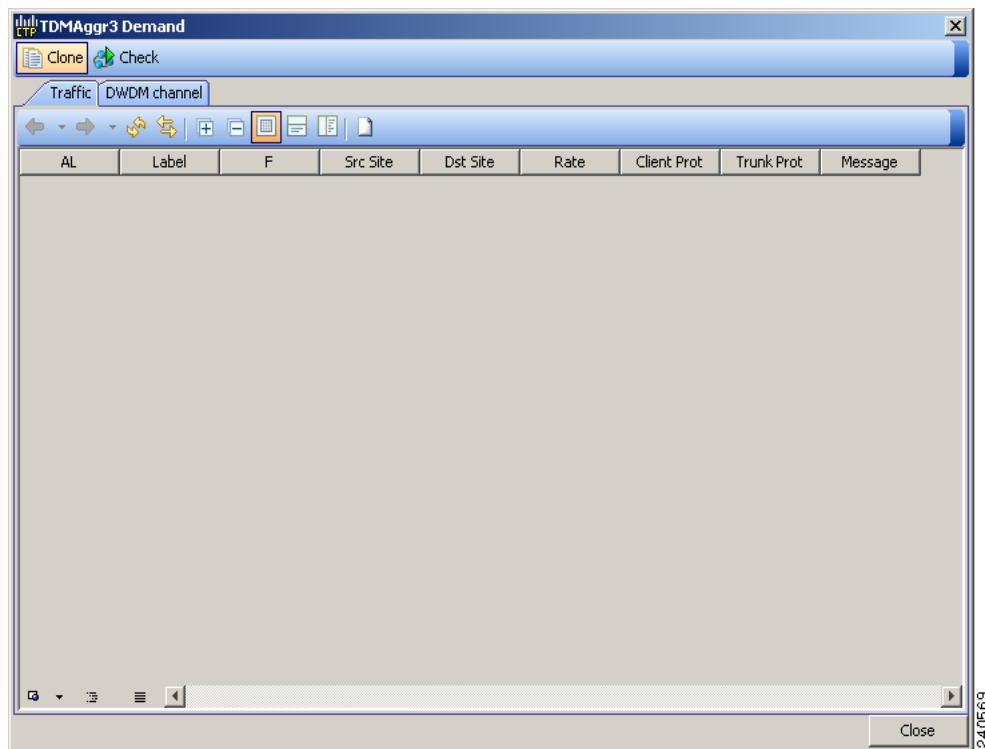 CTP TDMAggr3 Demand
Clone Check
Traffic DWDM channel
AL Label F Src Site Dst Site Rate Client Prot Trunk Prot Message
Close
240569